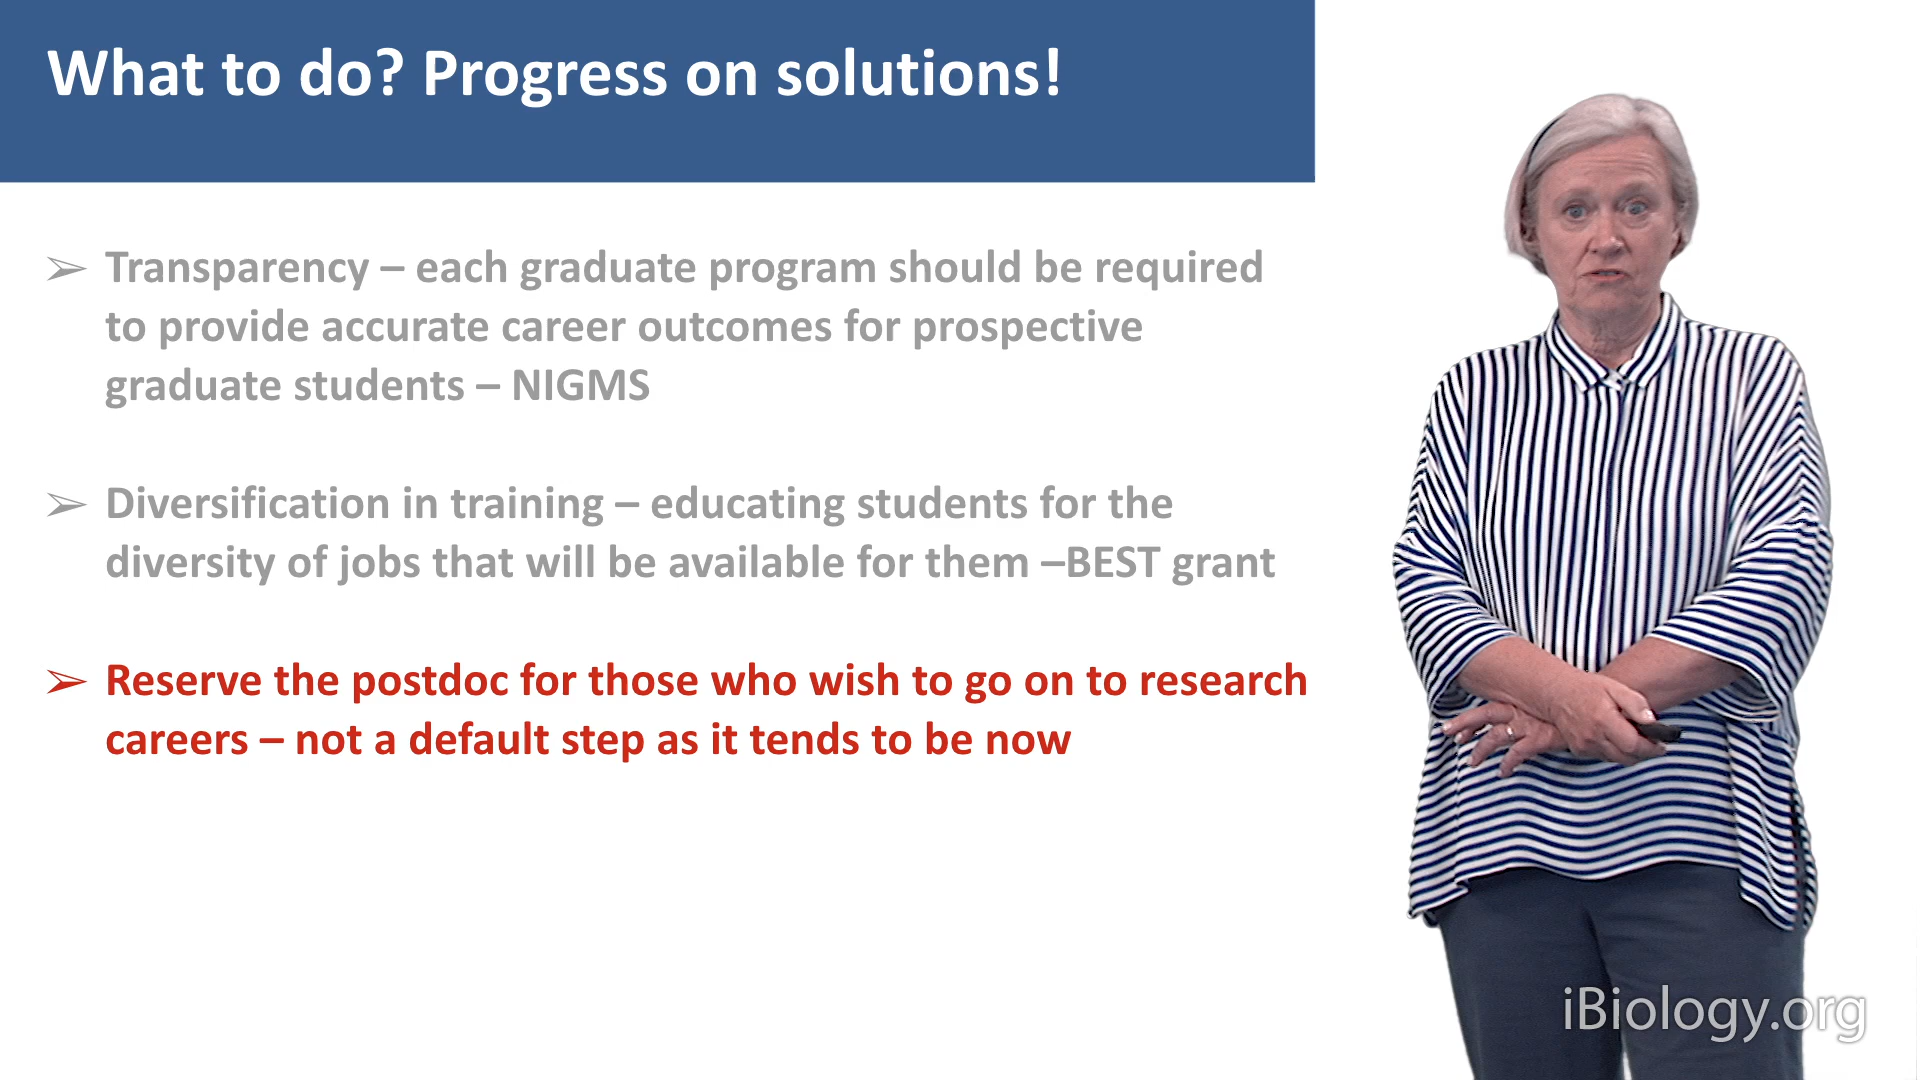 What to do? Progress on solutions!
➢ Transparency – each graduate program should be required
to provide accurate career outcomes for prospective
graduate students – NIGMS
➢ Diversification in training – educating students for the
diversity of jobs that will be available for them –BEST grant
➢ Reserve the postdoc for those who wish to go on to research
careers – not a default step as it tends to be now
iBiology.org